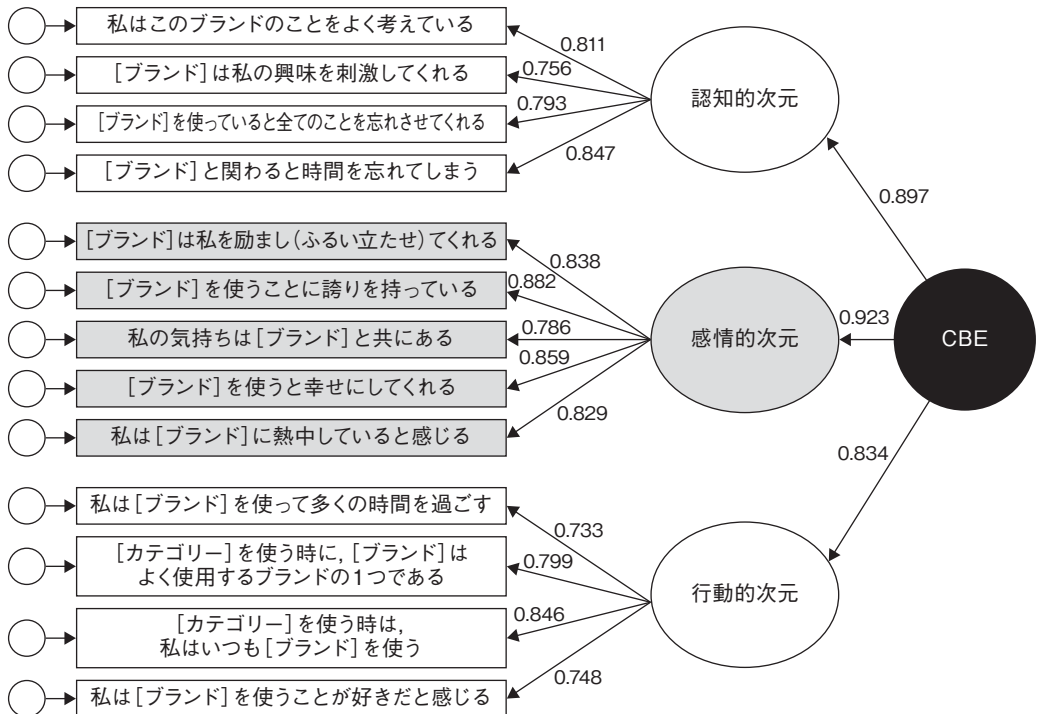 私はこのブランドのことをよく考えている
[ブランド]は私の興味を刺激してくれる
[ブランド]を使っていると全てのことを忘れさせてくれる
[ブランド]と関わると時間を忘れてしまう
0.811
0.756
0.793
0.847
認知的次元
0.897
[ブランド]は私を励まし(ふるい立たせ)てくれる
[ブランド]を使うことに誇りを持っている
私の気持ちは[ブランド]と共にある
[ブランド]を使うと幸せにしてくれる
私は[ブランド]に熱中していると感じる
0.838
0.882
0.786
0.859
0.829
感情的次元
0.923
CBE
0.834
私は[ブランド]を使って多くの時間を過ごす
[カテゴリー]を使う時に,[ブランド]は
よく使用するブランドの1つである
[カテゴリー]を使う時は,
私はいつも[ブランド]を使う
私は[ブランド]を使うことが好きだと感じる
0.733
0.799
0.846
0.748
行動的次元